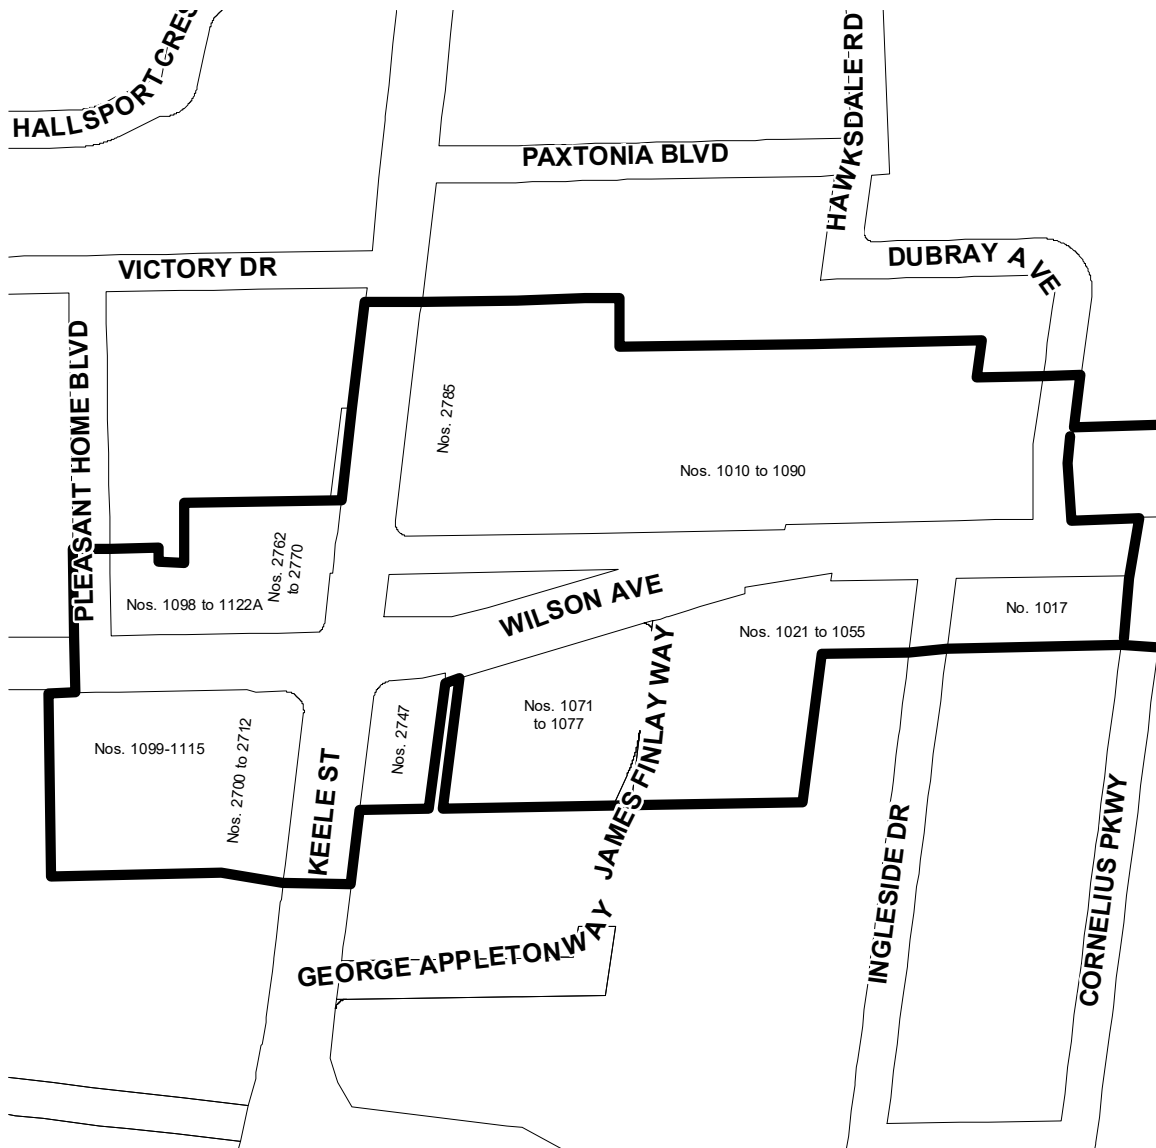 HALLSPORT CRES
HAWKSDALE RD
PAXTONIA BLVD
VICTORY DR
DUBRAY AVE
PLEASANT HOME BLVD
Nos. 2785
Nos. 1010 to 1090
Nos. 2762
to 2770
Nos. 1098 to 1122A
WILSON AVE
No. 1017
Nos. 1021 to 1055
Nos. 1071
to 1077
Nos. 2747
JAMES FINLAY WAY
Nos. 1099-1115
Nos. 2700 to 2712
KEELE ST
INGLESIDE DR
CORNELIUS PKWY
GEORGE APPLETON WAY